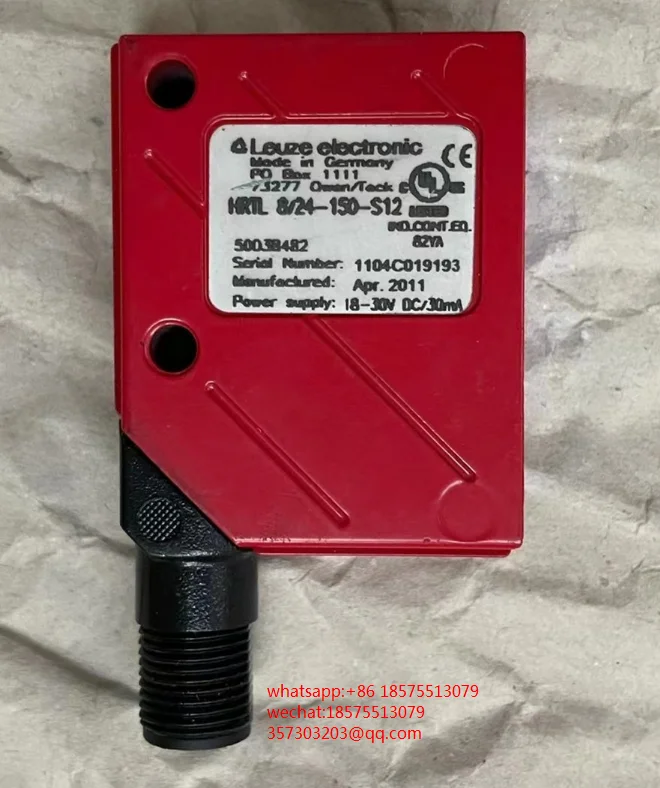 Leuze electronic
Made in Germany
PO Box 1111
73277 Owen/Teck
CE
c UL us
LISTED
HRTL 8/24-150-S12
IND.CONT.EQ.
82YA
50038482
Serial Number: 1104C019193
Manufactured: Apr. 2011
Power supply: 18-30V DC/30mA
whatsapp:+86 18575513079
wechat:18575513079
357303203@qq.com